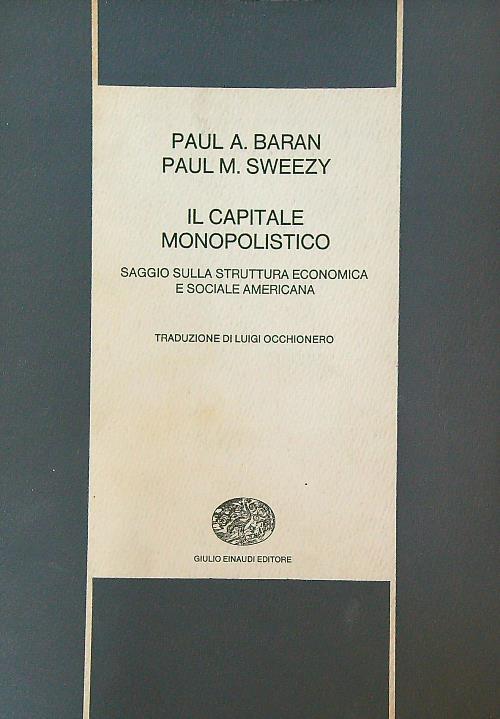 PAUL A. BARAN
PAUL M. SWEEZY
IL CAPITALE
MONOPOLISTICO
SAGGIO SULLA STRUTTURA ECONOMICA
E SOCIALE AMERICANA
TRADUZIONE DI LUIGI OCCHIONERO
GIULIO EINAUDI EDITORE